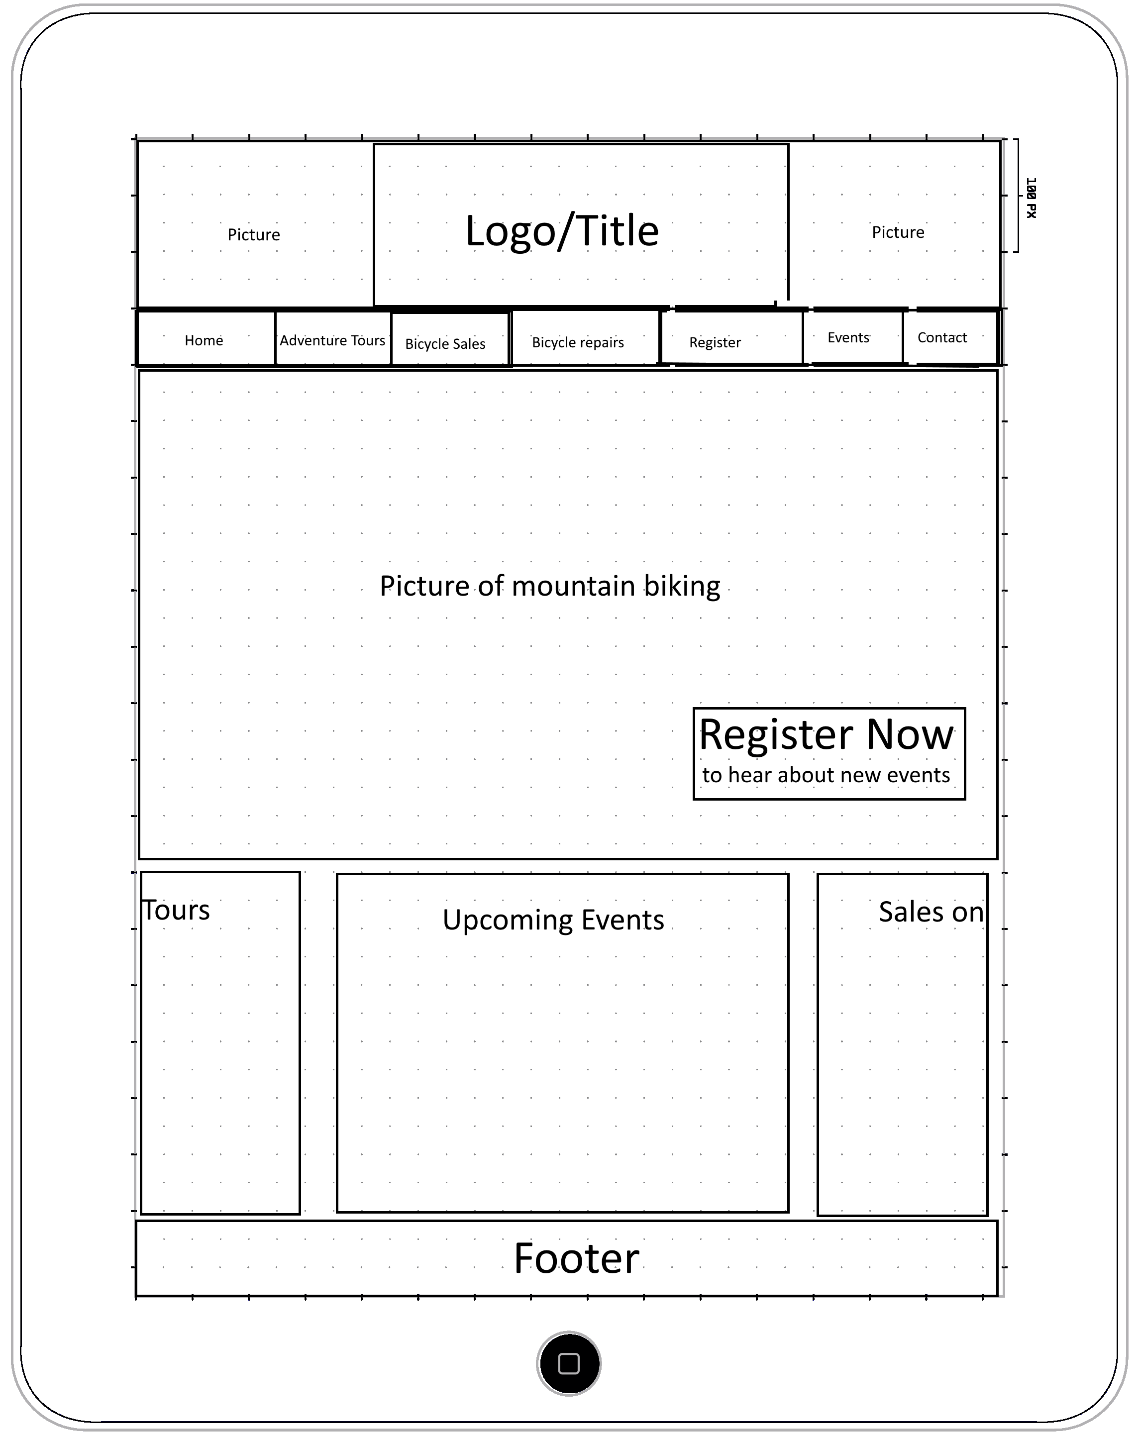 100 PX
Picture
Logo/Title
Picture
Home
Adventure Tours
Bicycle Sales
Bicycle repairs
Register
Events
Contact
Picture of mountain biking
Register Now
to hear about new events
Tours
Upcoming Events
Sales on
Footer